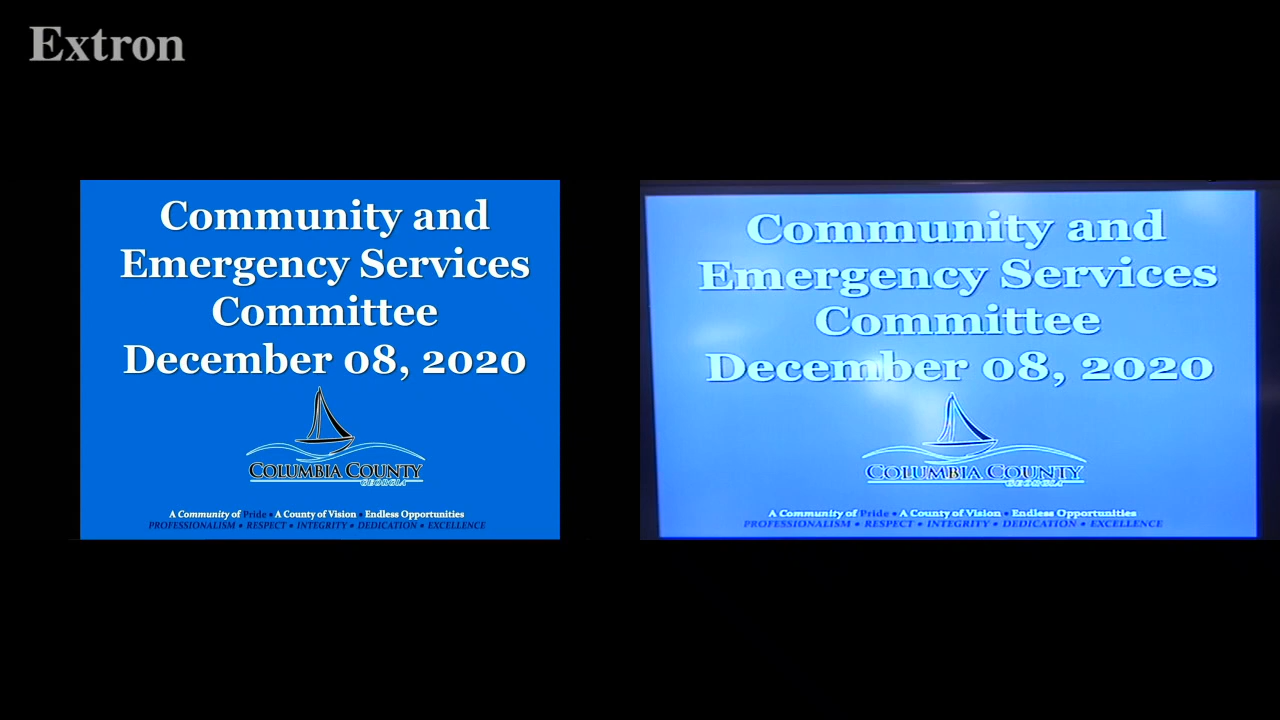 Extron
Community and
Emergency Services
Committee
December 08, 2020
COLUMBIA COUNTY
GEORGIA
A Community of Pride • A County of Vision • Endless Opportunities
PROFESSIONALISM • RESPECT • INTEGRITY • DEDICATION • EXCELLENCE
Community and
Emergency Services
Committee
December 08, 2020
COLUMBIA COUNTY
GEORGIA
A Community of Pride • A County of Vision • Endless Opportunities
PROFESSIONALISM • RESPECT • INTEGRITY • DEDICATION • EXCELLENCE